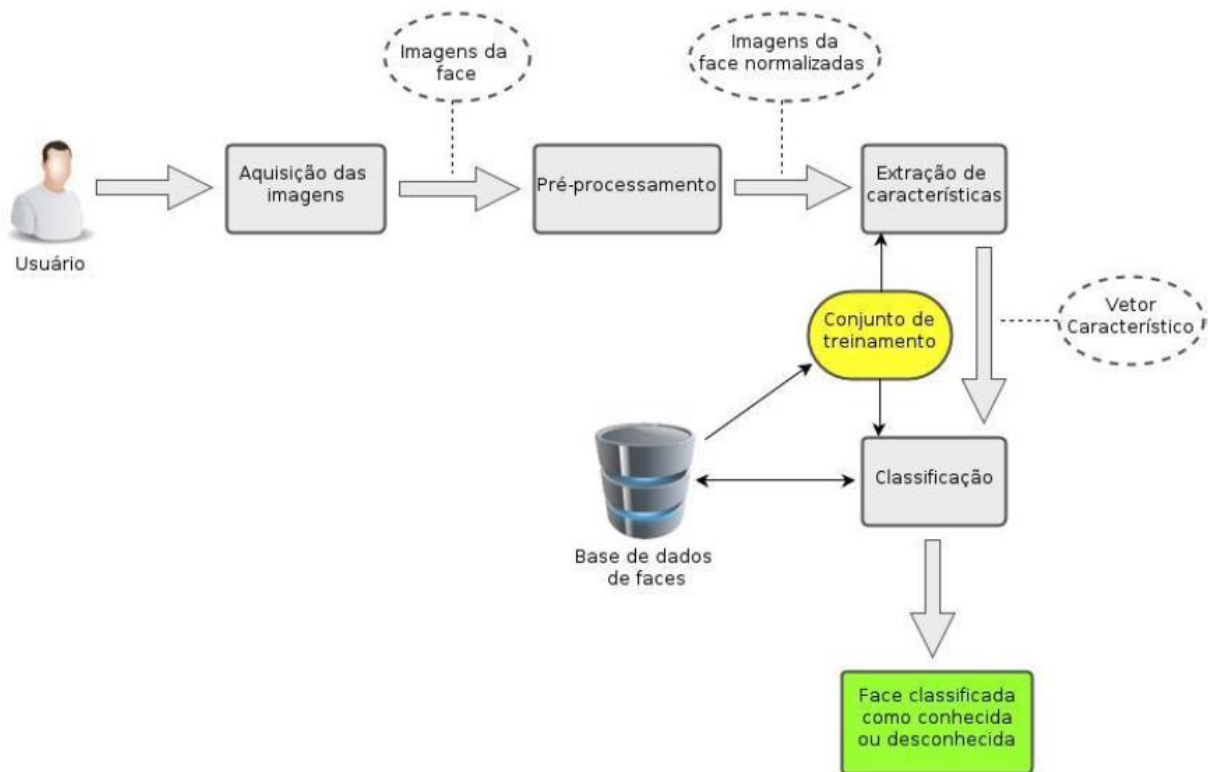 Imagens da
face
Imagens da
face normalizadas
Usuário
Aquisição das
imagens
Pré-processamento
Extração de
características
Conjunto de
treinamento
Vetor
Característico
Base de dados
de faces
Classificação
Face classificada
como conhecida
ou desconhecida